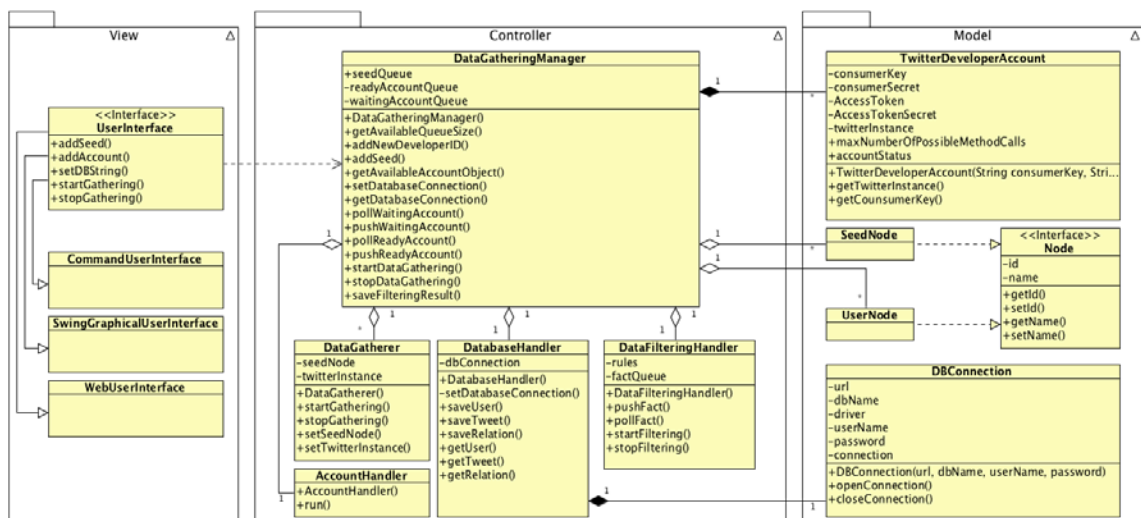 View
<<Interface>>
UserInterface
+addSeed()
+addAccount()
+setDBString()
+startGathering()
+stopGathering()
CommandUserInterface
SwingGraphicalUserInterface
WebUserInterface
Controller
DataGatheringManager
+seedQueue
-readyAccountQueue
-waitingAccountQueue
+DataGatheringManager()
+getAvailableQueueSize()
+addNewDeveloperID()
+addSeed()
+getAvailableAccountObject()
+setDatabaseConnection()
+getDatabaseConnection()
+pollWaitingAccount()
+pushWaitingAccount()
+pollReadyAccount()
+pushReadyAccount()
+startDataGathering()
+stopDataGathering()
+saveFilteringResult()
1
*
1
*
1
*
1
1
1
1
*
1
1
DataGatherer
-seedNode
-twitterInstance
+DataGatherer()
+startGathering()
+stopGathering()
+setSeedNode()
+setTwitterInstance()
AccountHandler
+AccountHandler()
+run()
DatabaseHandler
-dbConnection
+DatabaseHandler()
-setDatabaseConnection()
+saveUser()
+saveTweet()
+saveRelation()
+getUser()
+getTweet()
+getRelation()
DataFilteringHandler
-rules
-factQueue
+DataFilteringHandler()
+pushFact()
+pollFact()
+startFiltering()
+stopFiltering()
1
1
Model
TwitterDeveloperAccount
-consumerKey
-consumerSecret
-AccessToken
-AccessTokenSecret
-twitterInstance
+maxNumberOfPossibleMethodCalls
+accountStatus
+TwitterDeveloperAccount(String consumerKey, Stri...
+getTwitterInstance()
+getCounsumerKey()
SeedNode
UserNode
<<Interface>>
Node
-id
-name
+getId()
+setId()
+getName()
+setName()
DBConnection
-url
-dbName
-driver
-userName
-password
-connection
+DBConnection(url, dbName, userName, password)
+openConnection()
+closeConnection()